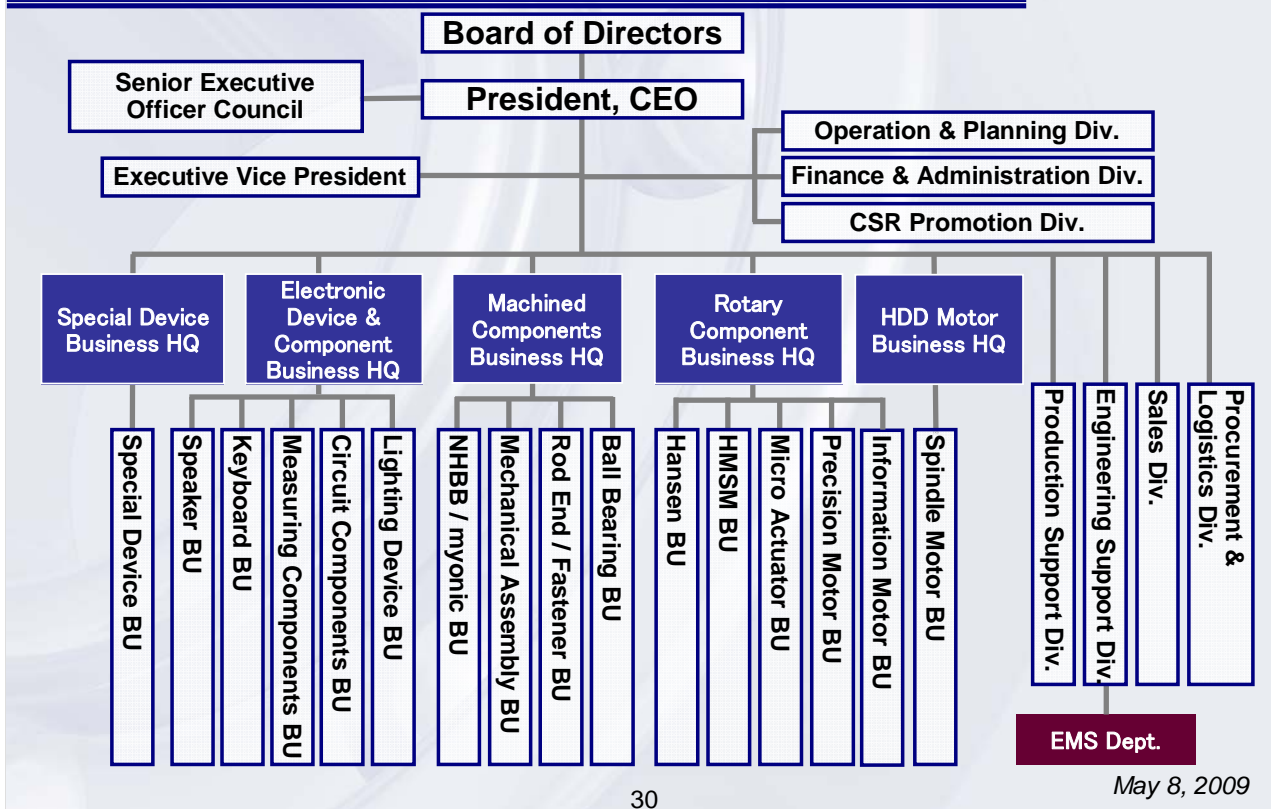 Board of Directors
Senior Executive
Officer Council
President, CEO
Operation & Planning Div.
Executive Vice President
Finance & Administration Div.
CSR Promotion Div.
Special Device
Business HQ
Electronic
Device &
Component
Business HQ
Machined
Components
Business HQ
Rotary
Component
Business HQ
HDD Motor
Business HQ
Special Device BU
Speaker BU
Keyboard BU
Measuring Components BU
Circuit Components BU
Lighting Device BU
NHBB / myonic BU
Mechanical Assembly BU
Rod End / Fastener BU
Ball Bearing BU
Hansen BU
HMSM BU
Micro Actuator BU
Precision Motor BU
Information Motor BU
Spindle Motor BU
Production Support Div.
Engineering Support Div.
Sales Div.
Procurement &
Logistics Div.
EMS Dept.
May 8, 2009
30